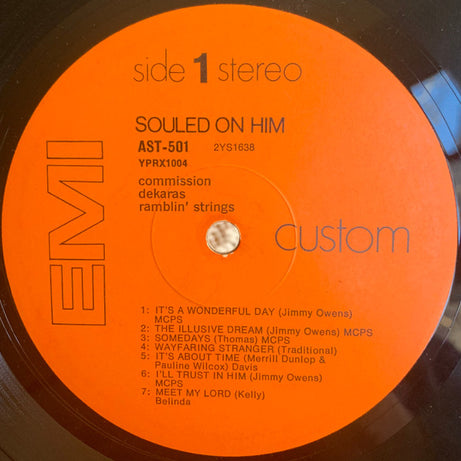 side 1 stereo
SOULED ON HIM
AST-501 2YS1638
YPRX1004
commission
dekaras
ramblin' strings
EMI
custom
1: IT'S A WONDERFUL DAY (Jimmy Owens)
MCPS
2: THE ILLUSIVE DREAM (Jimmy Owens) MCPS
3: SOMEDAYS (Thomas) MCPS
4: WAYFARING STRANGER (Traditional)
5: IT'S ABOUT TIME (Merrill Dunlop &
Pauline Wilcox) Davis
6: I'LL TRUST IN HIM (Jimmy Owens)
MCPS
7: MEET MY LORD (Kelly)
Belinda